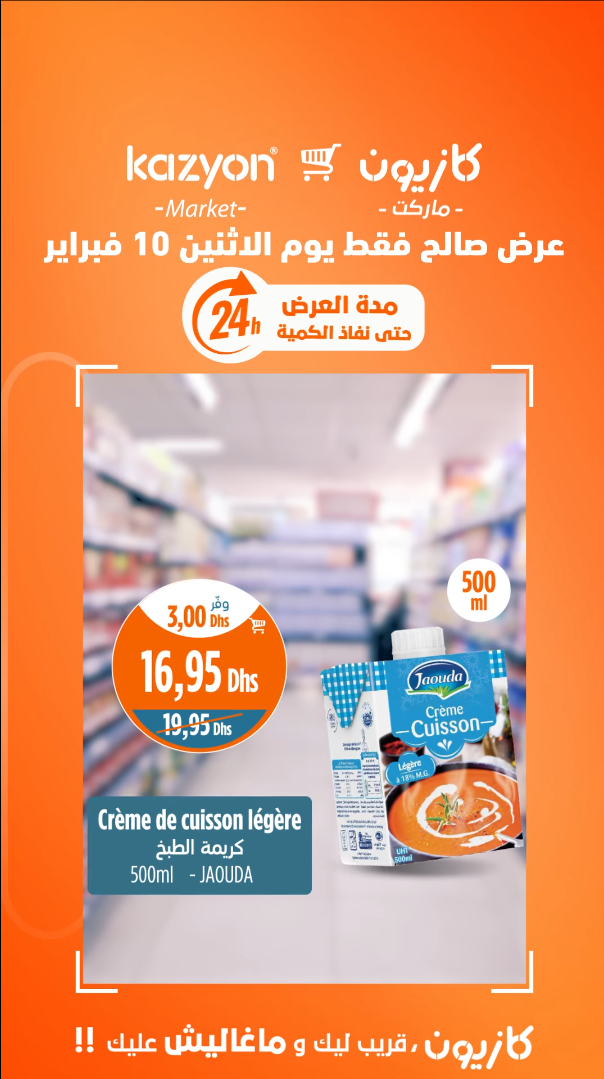 kazyon® كازيون
-Market- - ماركت -
عرض صالح فقط يوم الاثنين 10 فبراير
24h
مدة العرض
حتى نفاذ الكمية
500
ml
وفّر
3,00 Dhs
16,95 Dhs
19,95 Dhs
Jaouda
Crème
Cuisson
Légère
à 18% M.G.
UHT
500ml
Crème de cuisson légère
كريمة الطبخ
500ml - JAOUDA
كازيون، قريب ليك و ماغاليش عليك !!